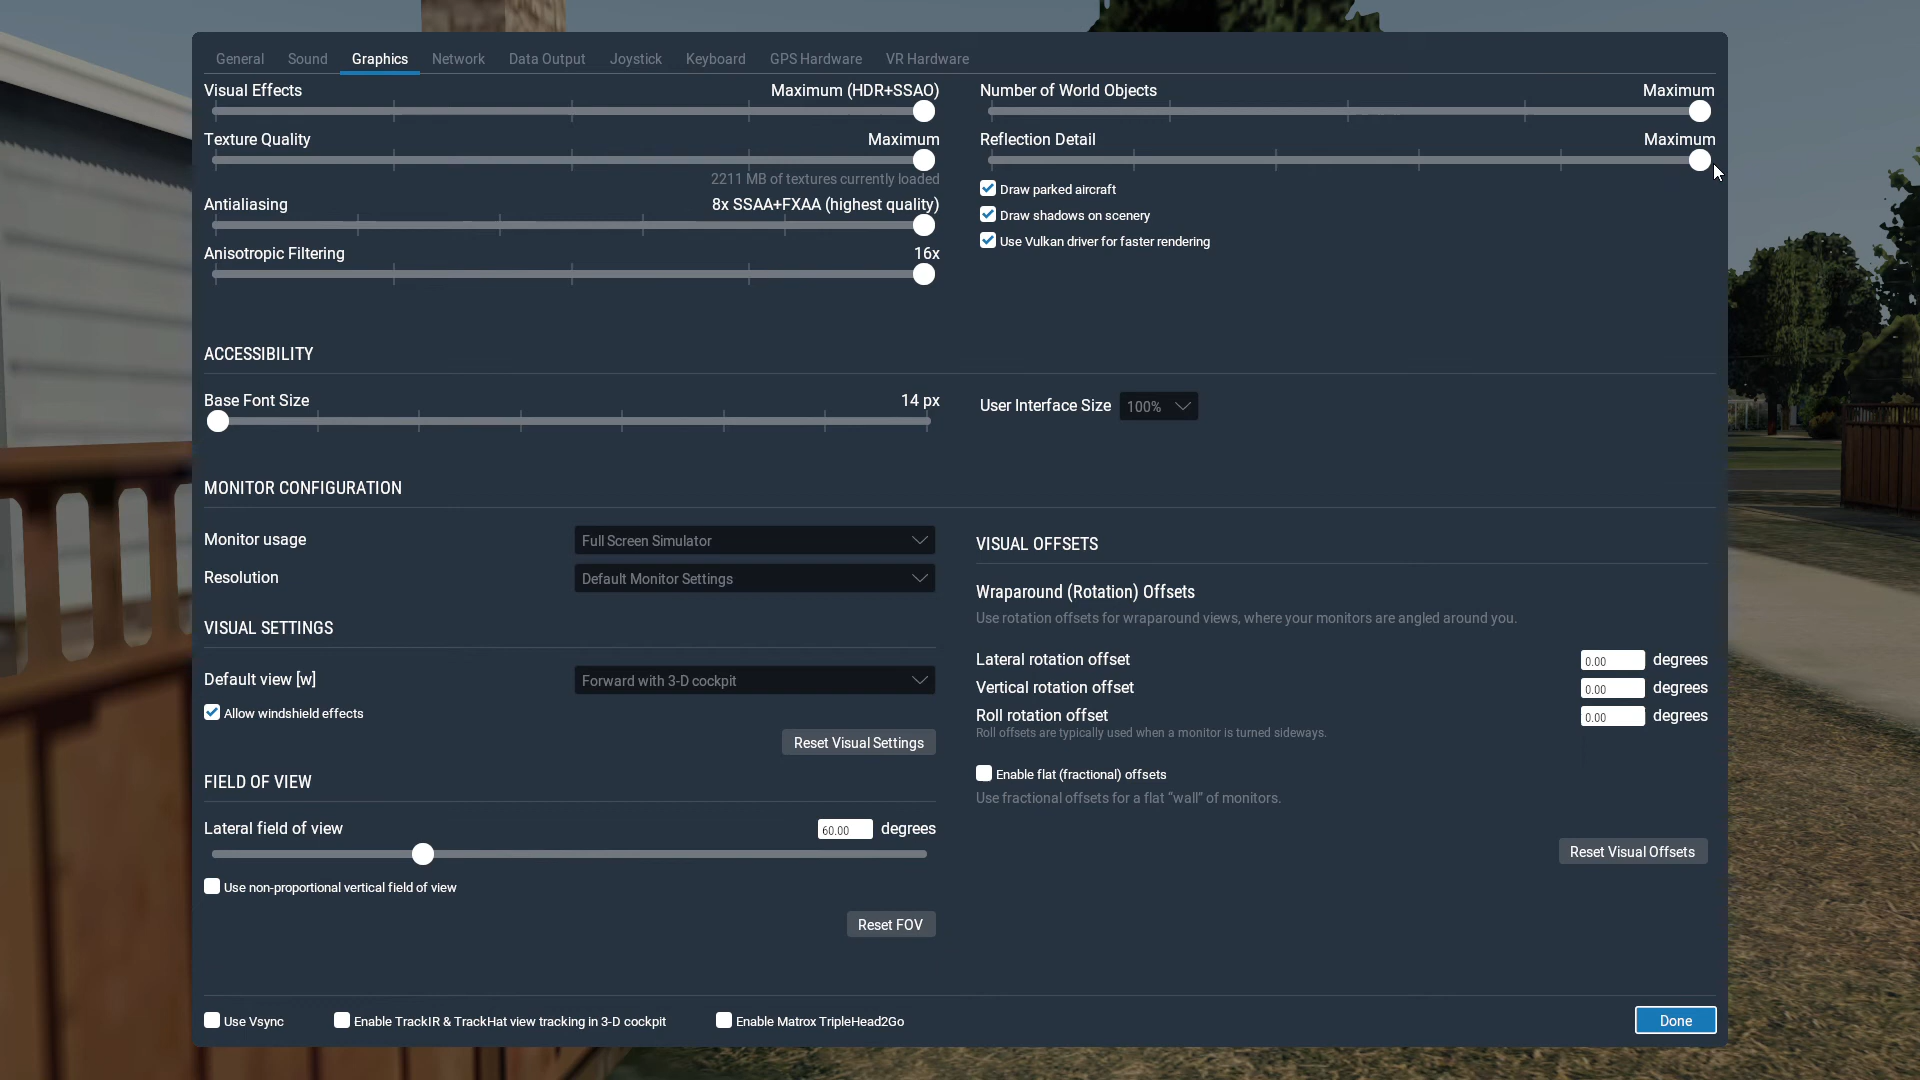 General Sound Graphics Network Data Output Joystick Keyboard GPS Hardware VR Hardware
Visual Effects Maximum (HDR+SSAO)
Texture Quality Maximum
2211 MB of textures currently loaded
Antialiasing 8x SSAA+FXAA (highest quality)
Anisotropic Filtering 16x
Number of World Objects Maximum
Reflection Detail Maximum
Draw parked aircraft
Draw shadows on scenery
Use Vulkan driver for faster rendering
ACCESSIBILITY
Base Font Size 14 px
User Interface Size 100%
MONITOR CONFIGURATION
Monitor usage Full Screen Simulator
Resolution Default Monitor Settings
VISUAL SETTINGS
Default view [w] Forward with 3-D cockpit
Allow windshield effects
Reset Visual Settings
FIELD OF VIEW
Lateral field of view 60.00 degrees
Use non-proportional vertical field of view
Reset FOV
VISUAL OFFSETS
Wraparound (Rotation) Offsets
Use rotation offsets for wraparound views, where your monitors are angled around you.
Lateral rotation offset 0.00 degrees
Vertical rotation offset 0.00 degrees
Roll rotation offset 0.00 degrees
Roll offsets are typically used when a monitor is turned sideways.
Enable flat (fractional) offsets
Use fractional offsets for a flat “wall” of monitors.
Reset Visual Offsets
Use Vsync Enable TrackIR & TrackHat view tracking in 3-D cockpit Enable Matrox TripleHead2Go Done